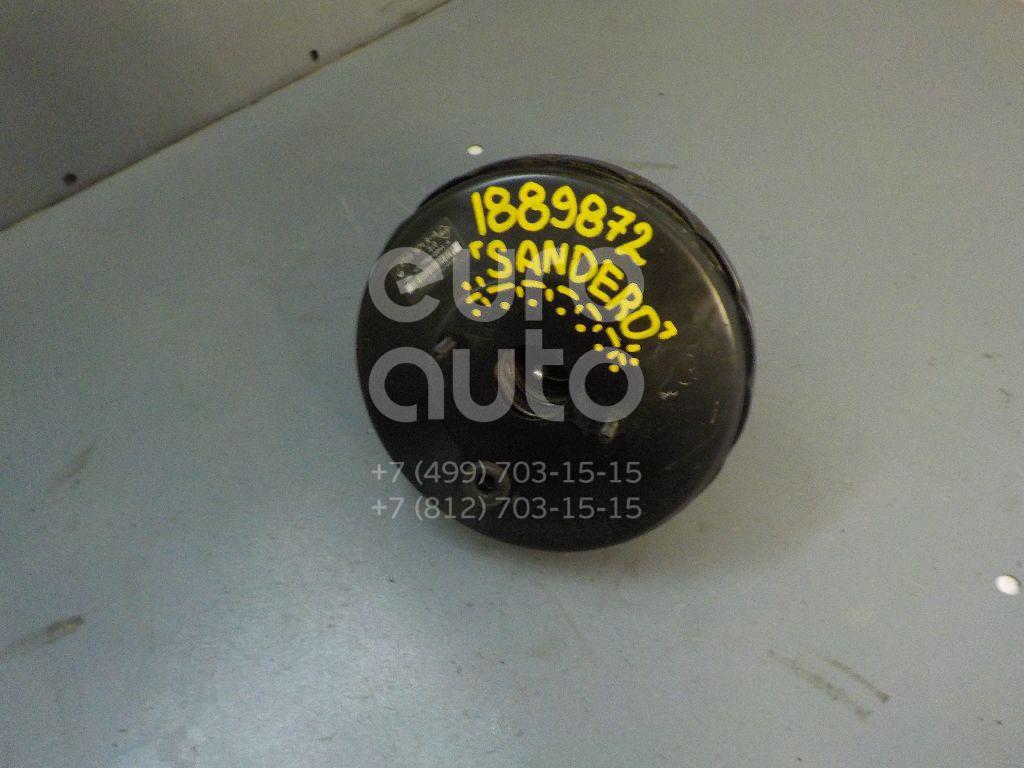 1889872
"SANDERO"
euro
auto
+7 (499) 703-15-15
+7 (812) 703-15-15